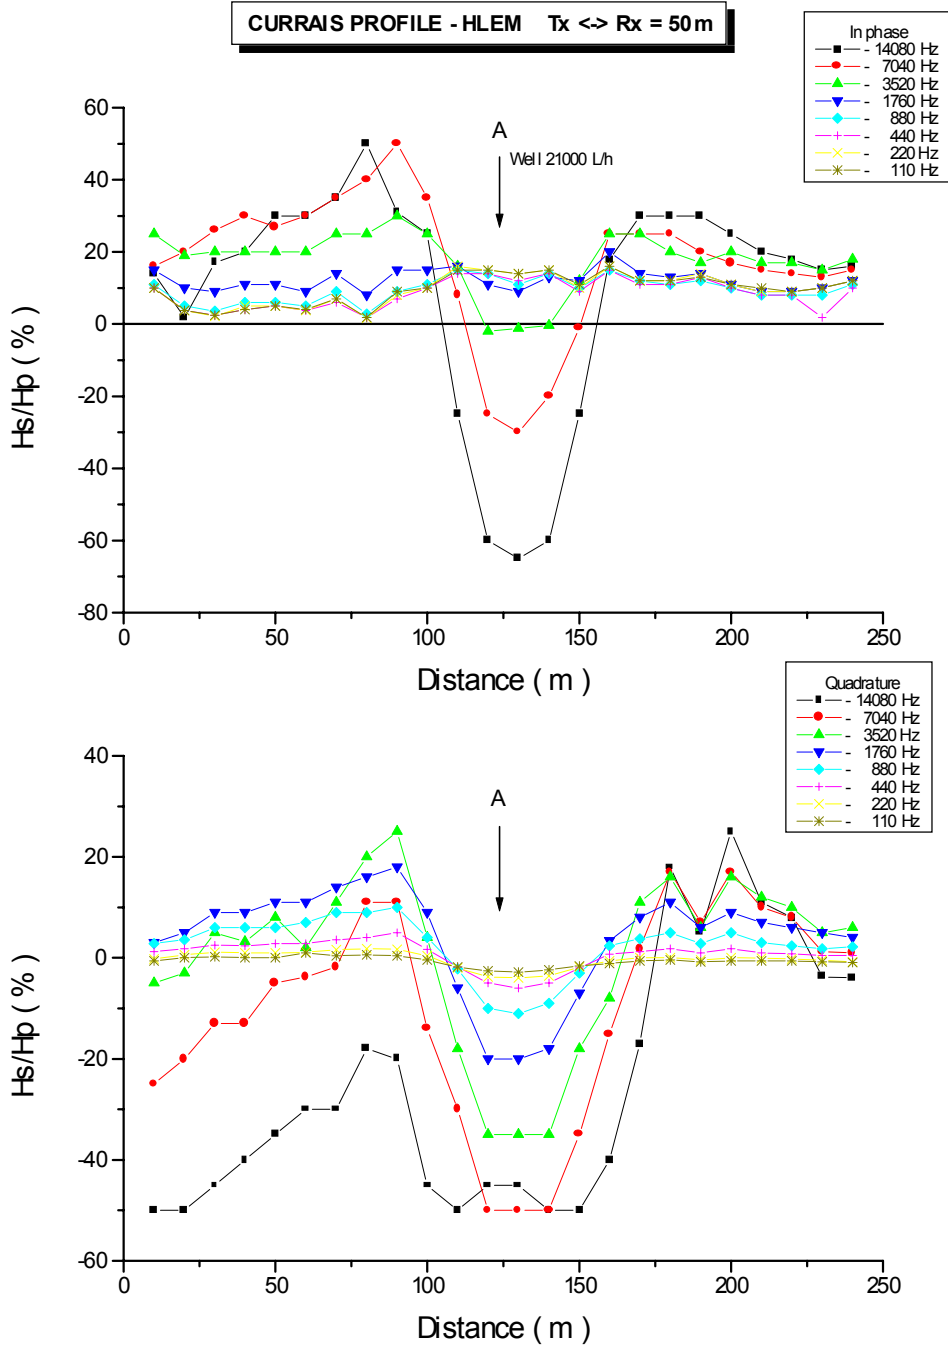 CURRAIS PROFILE - HLEM Tx <-> Rx = 50 m
In phase
- 14080 Hz
- 7040 Hz
- 3520 Hz
- 1760 Hz
- 880 Hz
- 440 Hz
- 220 Hz
- 110 Hz
A
Well 21000 L/h
Hs/Hp ( % )
60
40
20
0
-20
-40
-60
-80
0 50 100 150 200 250
Distance ( m )
Quadrature
- 14080 Hz
- 7040 Hz
- 3520 Hz
- 1760 Hz
- 880 Hz
- 440 Hz
- 220 Hz
- 110 Hz
A
Hs/Hp ( % )
40
20
0
-20
-40
-60
0 50 100 150 200 250
Distance ( m )